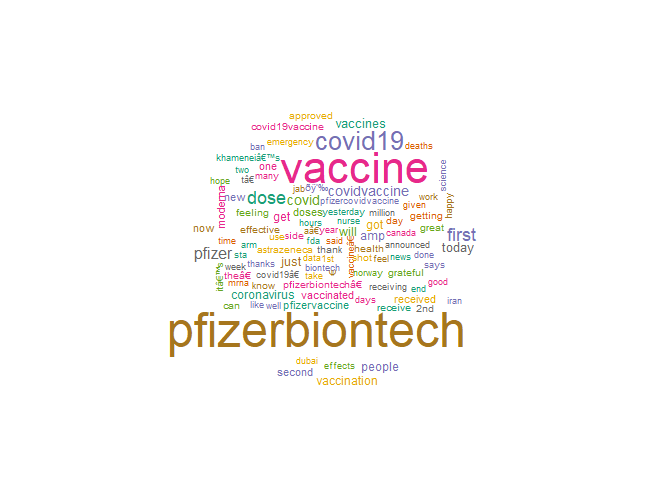 approved
covid19vaccine vaccines
ban emergency covid19 deaths
khameneiâ€™s vaccine
two one
hope tâ€ many jab ðŸ‰ covidvaccine science
moderna new dose covid pfizercovidvaccine work happy
feeling get doses yesterday million given getting
now effective hours nurse got day great first
time arm use side aâ€ year will amp canada
pfizer sta astrazeneca fda said health announced today
just thank data 1st vaccineâ€ shot feel news done
itâ€™s week thanks biontech norway grateful says
theâ€ mrna know covid19â€ take â€ receiving end good
coronavirus vaccinated pfizerbiontechâ€ days received iran
can like well pfizervaccine receive 2nd
pfizerbiontech
dubai
second effects people
vaccination